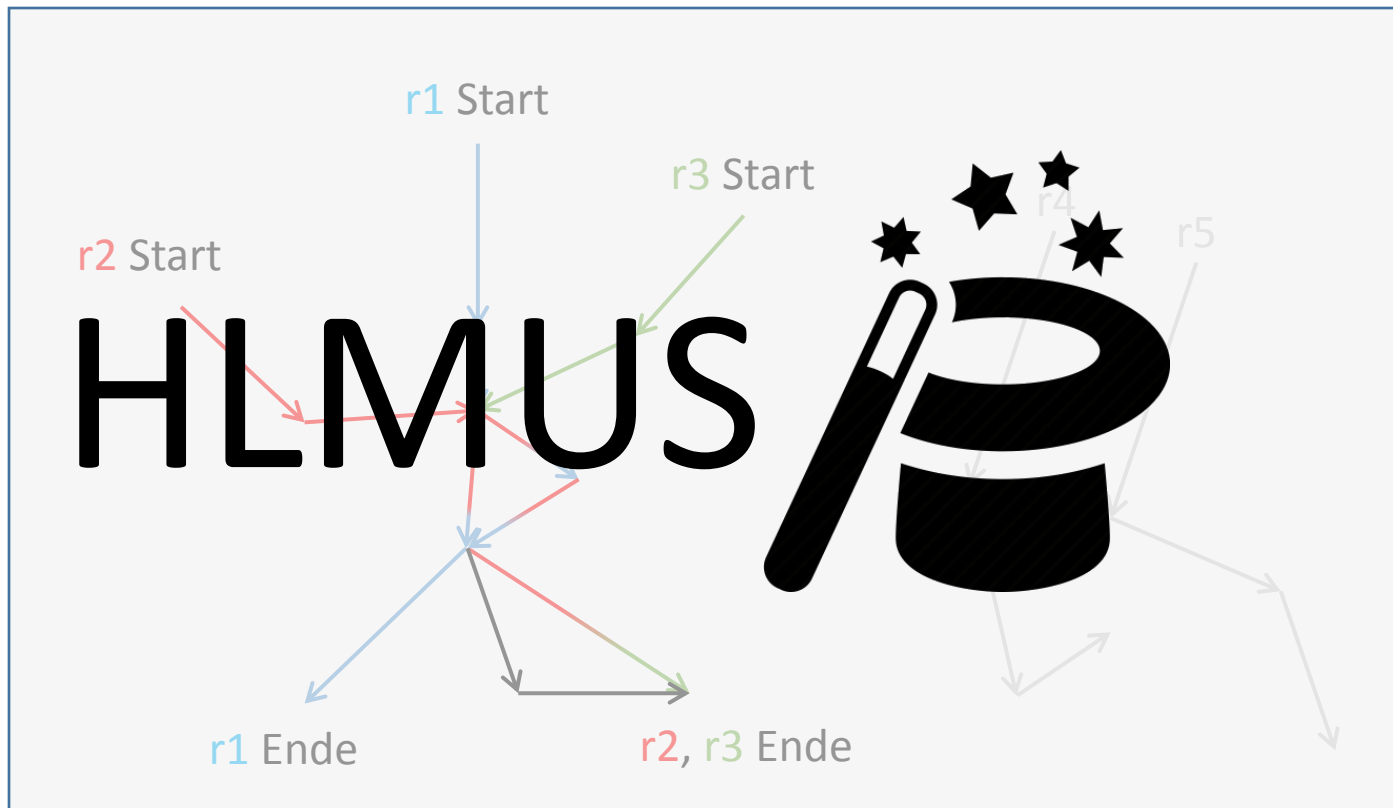 r1 Start
r3 Start
r4
r5
r2 Start
HLMUS
r1 Ende
r2, r3 Ende